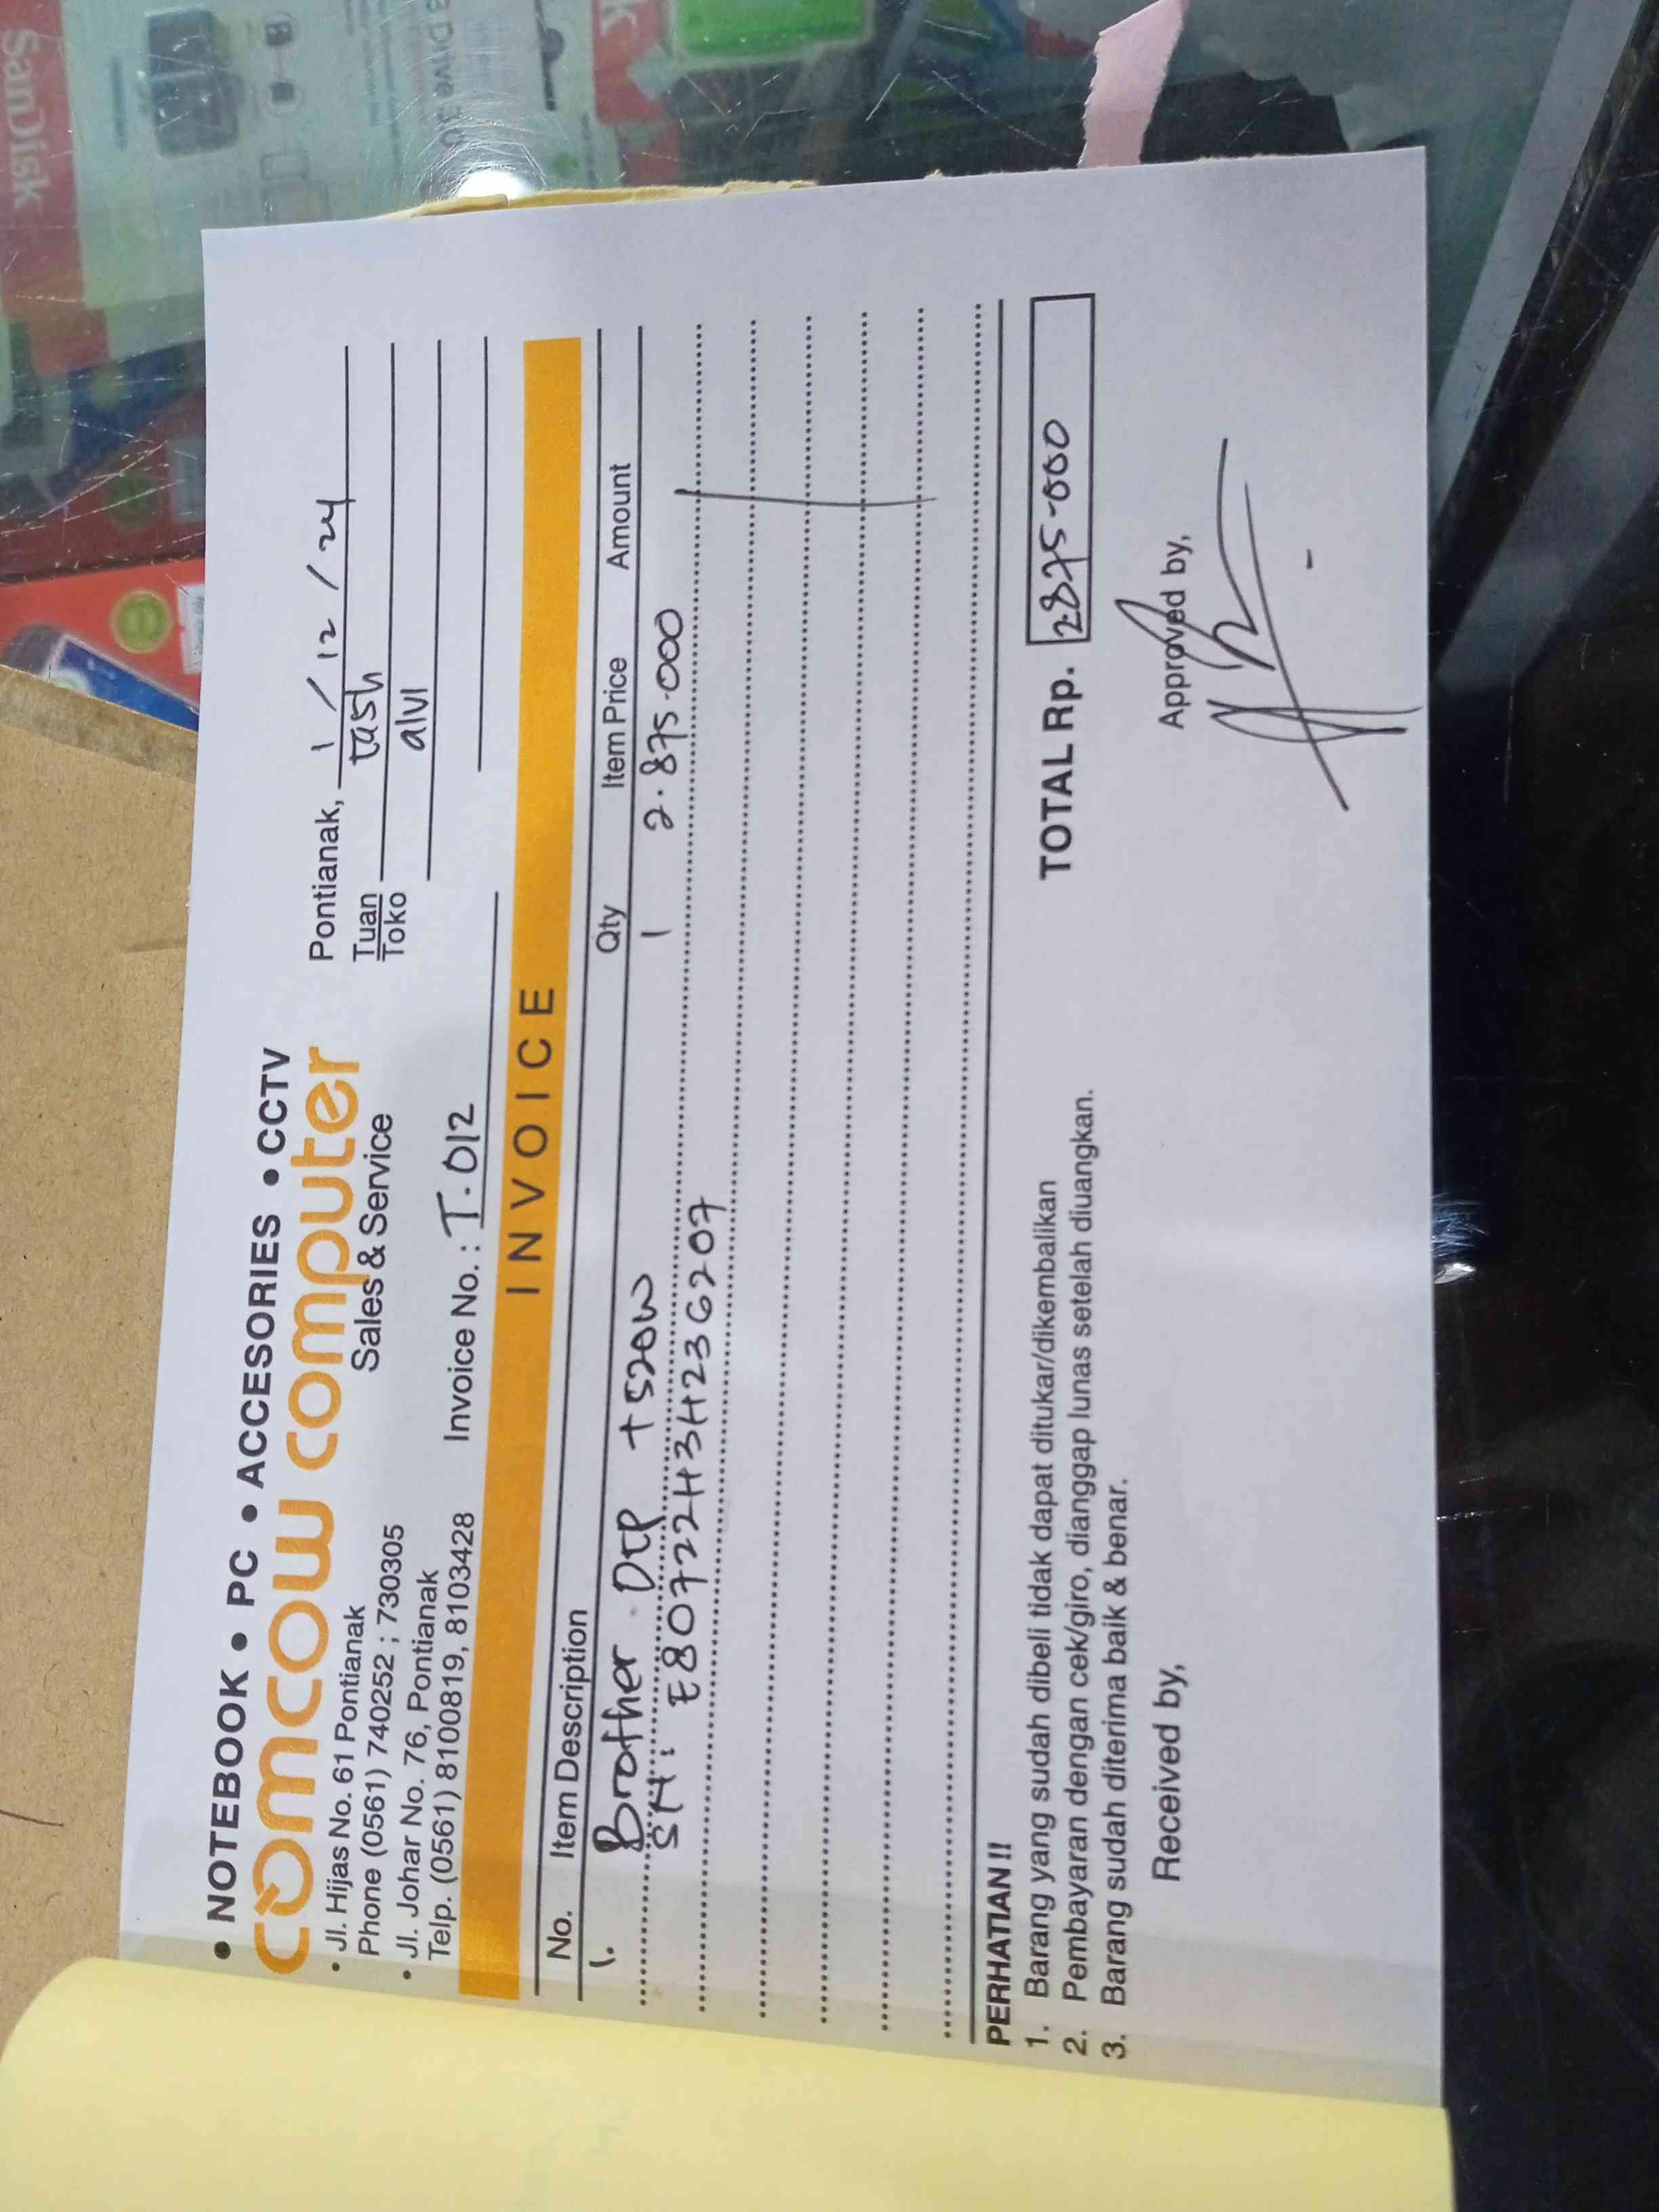 • NOTEBOOK • PC • ACCESSORIES • CCTV
comcow computer
Sales & Service
• Jl. Hijas No. 61 Pontianak
Phone (0561) 740252 ; 730305
• Jl. Johar No. 76, Pontianak
Telp. (0561) 8100819, 8103428
Pontianak, 1/12/24
Tuan
Toko
tash
alvi
Invoice No. : T.012
INVOICE
No. Item Description Qty Item Price Amount
1. Brother DCP T520W 1 2.875.000
SN: E80722H3H236207
TOTAL Rp. 2875.000
PERHATIAN !!
1. Barang yang sudah dibeli tidak dapat ditukar/dikembalikan
2. Pembayaran dengan cek/giro, dianggap lunas setelah diuangkan.
3. Barang sudah diterima baik & benar.
Received by,
Approved by,
SanDisk